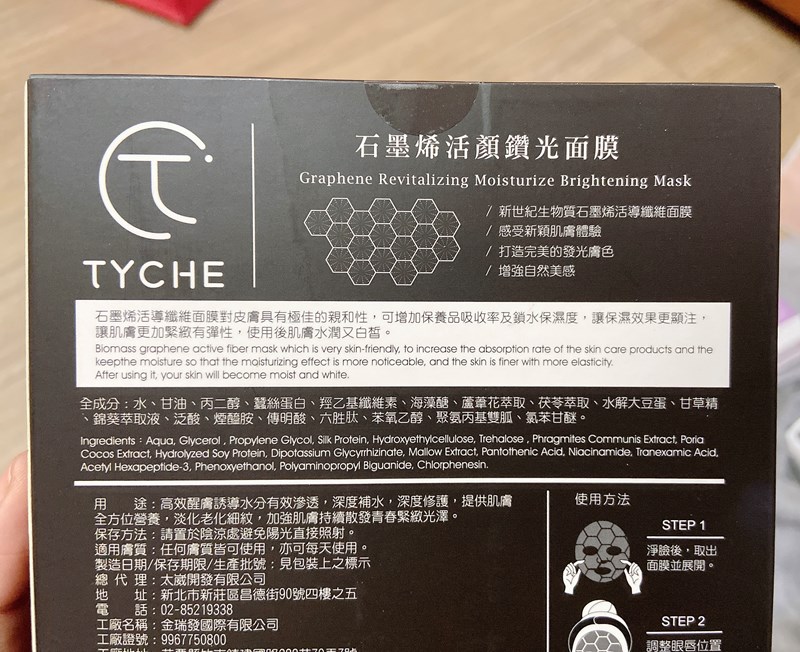 TYCHE
石墨烯活顏鑽光面膜
Graphene Revitalizing Moisturize Brightening Mask
/ 新世紀生物質石墨烯活導纖維面膜
/ 感受新穎肌膚體驗
/ 打造完美的發光膚色
/ 增強自然美感
石墨烯活導纖維面膜對皮膚具有極佳的親和性，可增加保養品吸收率及鎖水保濕度，讓保濕效果更顯注，
讓肌膚更加緊緻有彈性，使用後肌膚水潤又白皙。
Biomass graphene active fiber mask which is very skin-friendly, to increase the absorption rate of the skin care products and the
keepthe moisture so that the moisturizing effect is more noticeable, and the skin is finer with more elasticity.
After using it, your skin will become moist and white.
全成分：水、甘油、丙二醇、蠶絲蛋白、羥乙基纖維素、海藻醣、蘆葦花萃取、茯苓萃取、水解大豆蛋、甘草精
、錦葵萃取液、泛酸、煙醯胺、傳明酸、六胜肽、苯氧乙醇、聚氨丙基雙胍、氯苯甘醚。
Ingredients : Aqua, Glycerol , Propylene Glycol, Silk Protein, Hydroxyethylcellulose, Trehalose , Phragmites Communis Extract, Poria
Cocos Extract, Hydrolyzed Soy Protein, Dipotassium Glycyrrhizinate, Mallow Extract, Pantothenic Acid, Niacinamide, Tranexamic Acid,
Acetyl Hexapeptide-3, Phenoxyethanol, Polyaminopropyl Biguanide, Chlorphenesin.
用 途：高效醒膚誘導水分有效滲透，深度補水，深度修護，提供肌膚
全方位營養，淡化老化細紋，加強肌膚持續散發青春緊緻光澤。
保存方法：請置於陰涼處避免陽光直接照射。
適用膚質：任何膚質皆可使用，亦可每天使用。
製造日期/保存期限/生產批號：見包裝上之標示
總 代 理：太崴開發有限公司
地 址：新北市新莊區昌德街90號四樓之五
電 話：02-85219338
工廠名稱：金瑞發國際有限公司
工廠證號：9967750800
使用方法
STEP 1
淨臉後，取出
面膜並展開。
STEP 2
調整眼唇位置